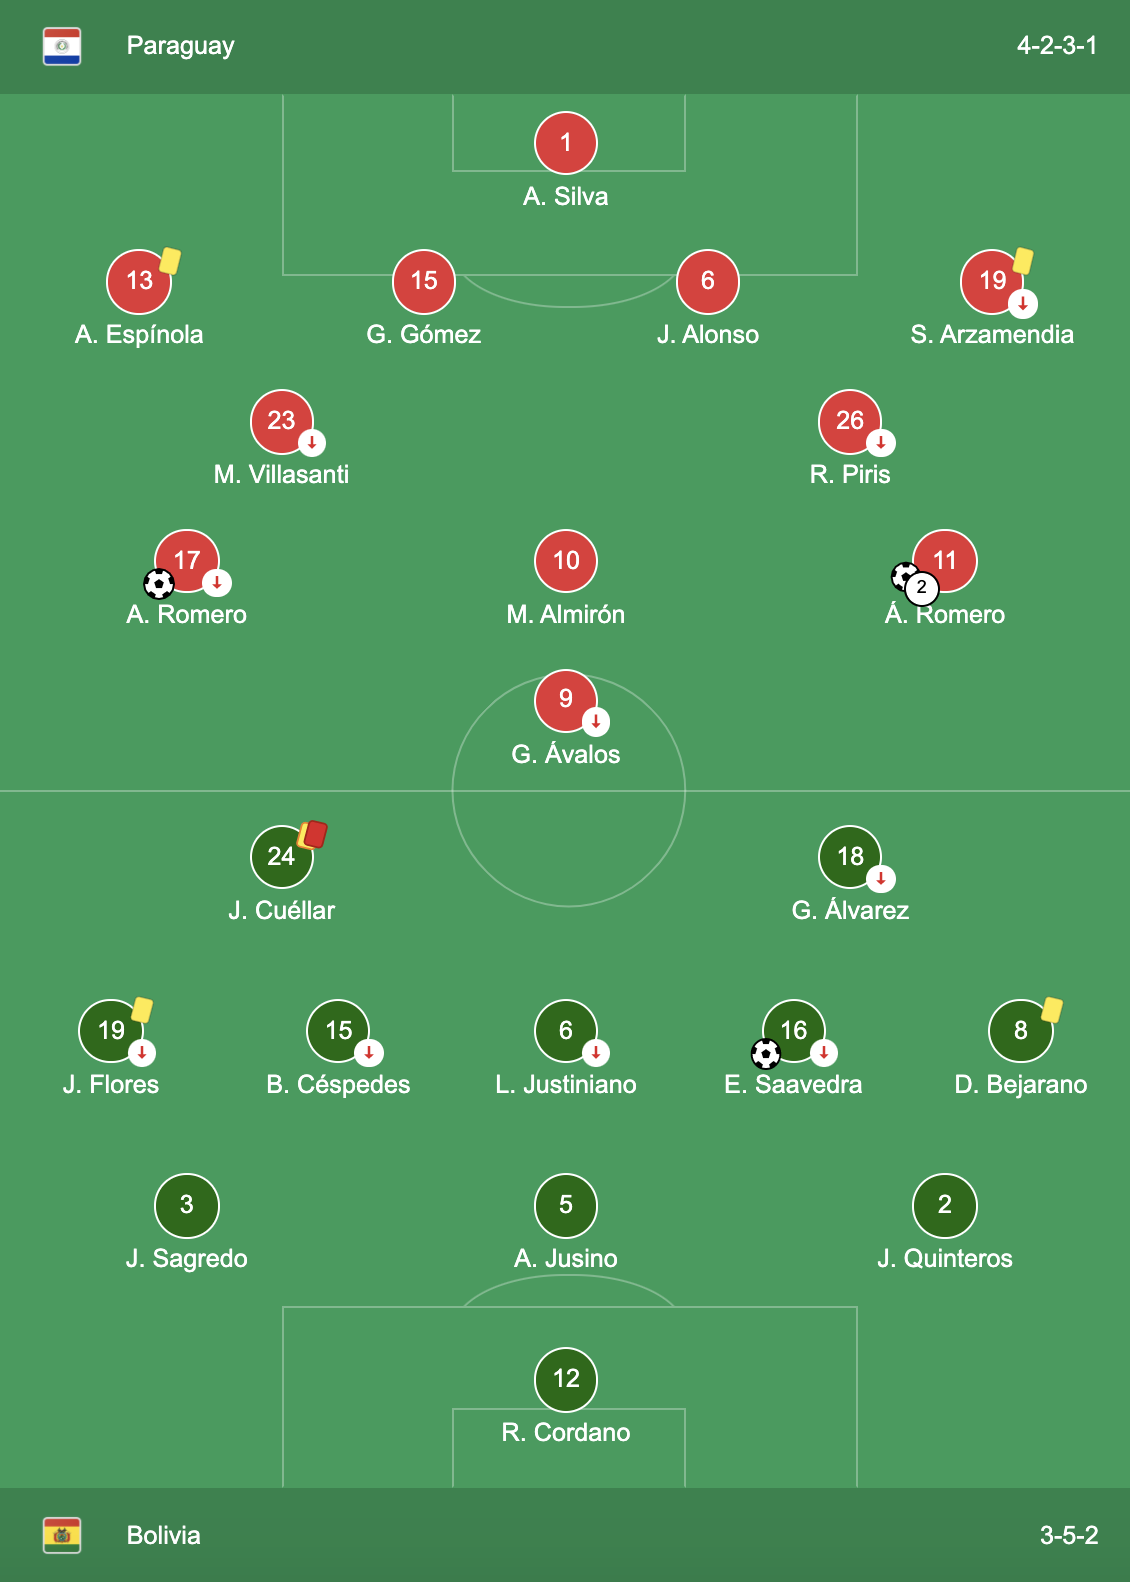 Paraguay 4-2-3-1
1
A. Silva
13 15 6 19
A. Espínola G. Gómez J. Alonso S. Arzamendia
23 26
M. Villasanti R. Piris
17 10 11
2
A. Romero M. Almirón Á. Romero
9
G. Ávalos
24 18
J. Cuéllar G. Álvarez
19 15 6 16 8
J. Flores B. Céspedes L. Justiniano E. Saavedra D. Bejarano
3 5 2
J. Sagredo A. Jusino J. Quinteros
12
R. Cordano
Bolivia 3-5-2